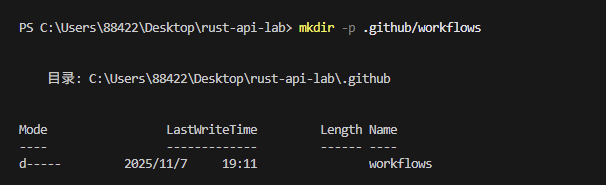 PS C:\Users\88422\Desktop\rust-api-lab> mkdir -p .github/workflows
目录: C:\Users\88422\Desktop\rust-api-lab\.github
Mode                 LastWriteTime         Length Name
----                 -------------         ------ ----
d-----         2025/11/7     19:11                workflows